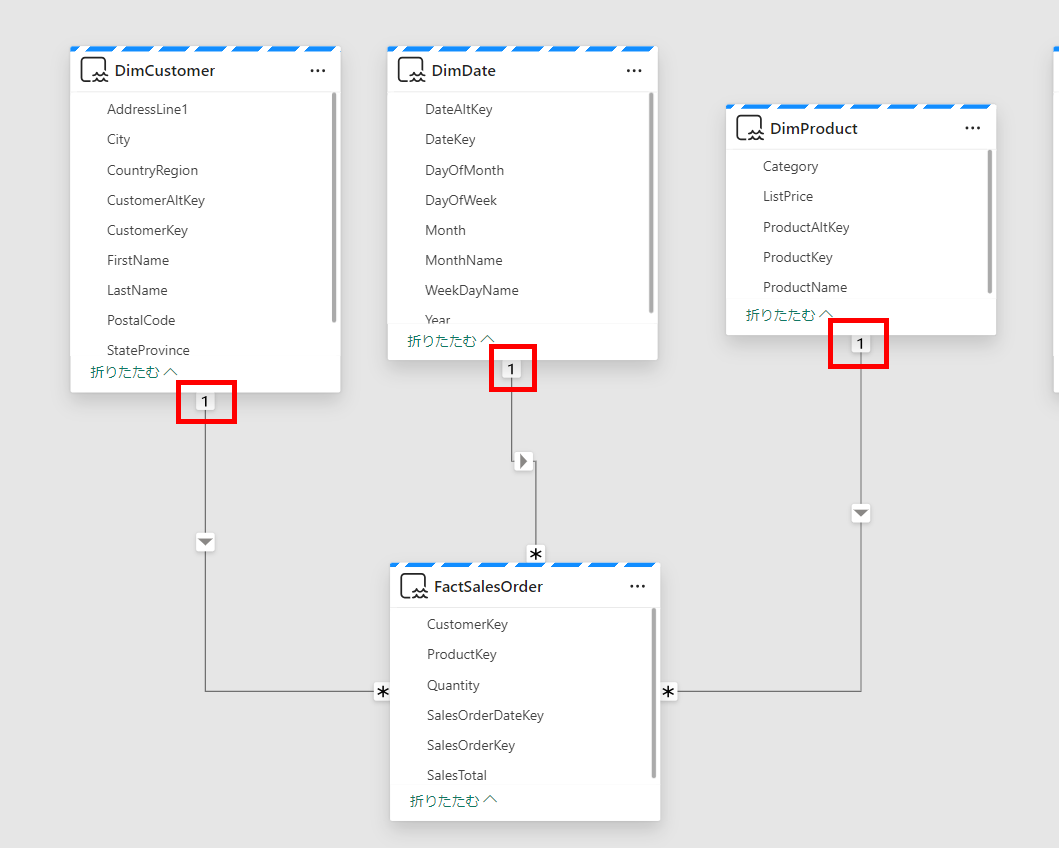 DimCustomer
AddressLine1
City
CountryRegion
CustomerAltKey
CustomerKey
FirstName
LastName
PostalCode
StateProvince
折りたたむ
1
DimDate
DateAltKey
DateKey
DayOfMonth
DayOfWeek
Month
MonthName
WeekDayName
Year
折りたたむ
1
DimProduct
Category
ListPrice
ProductAltKey
ProductKey
ProductName
折りたたむ
1
*
*
*
FactSalesOrder
CustomerKey
ProductKey
Quantity
SalesOrderDateKey
SalesOrderKey
SalesTotal
折りたたむ